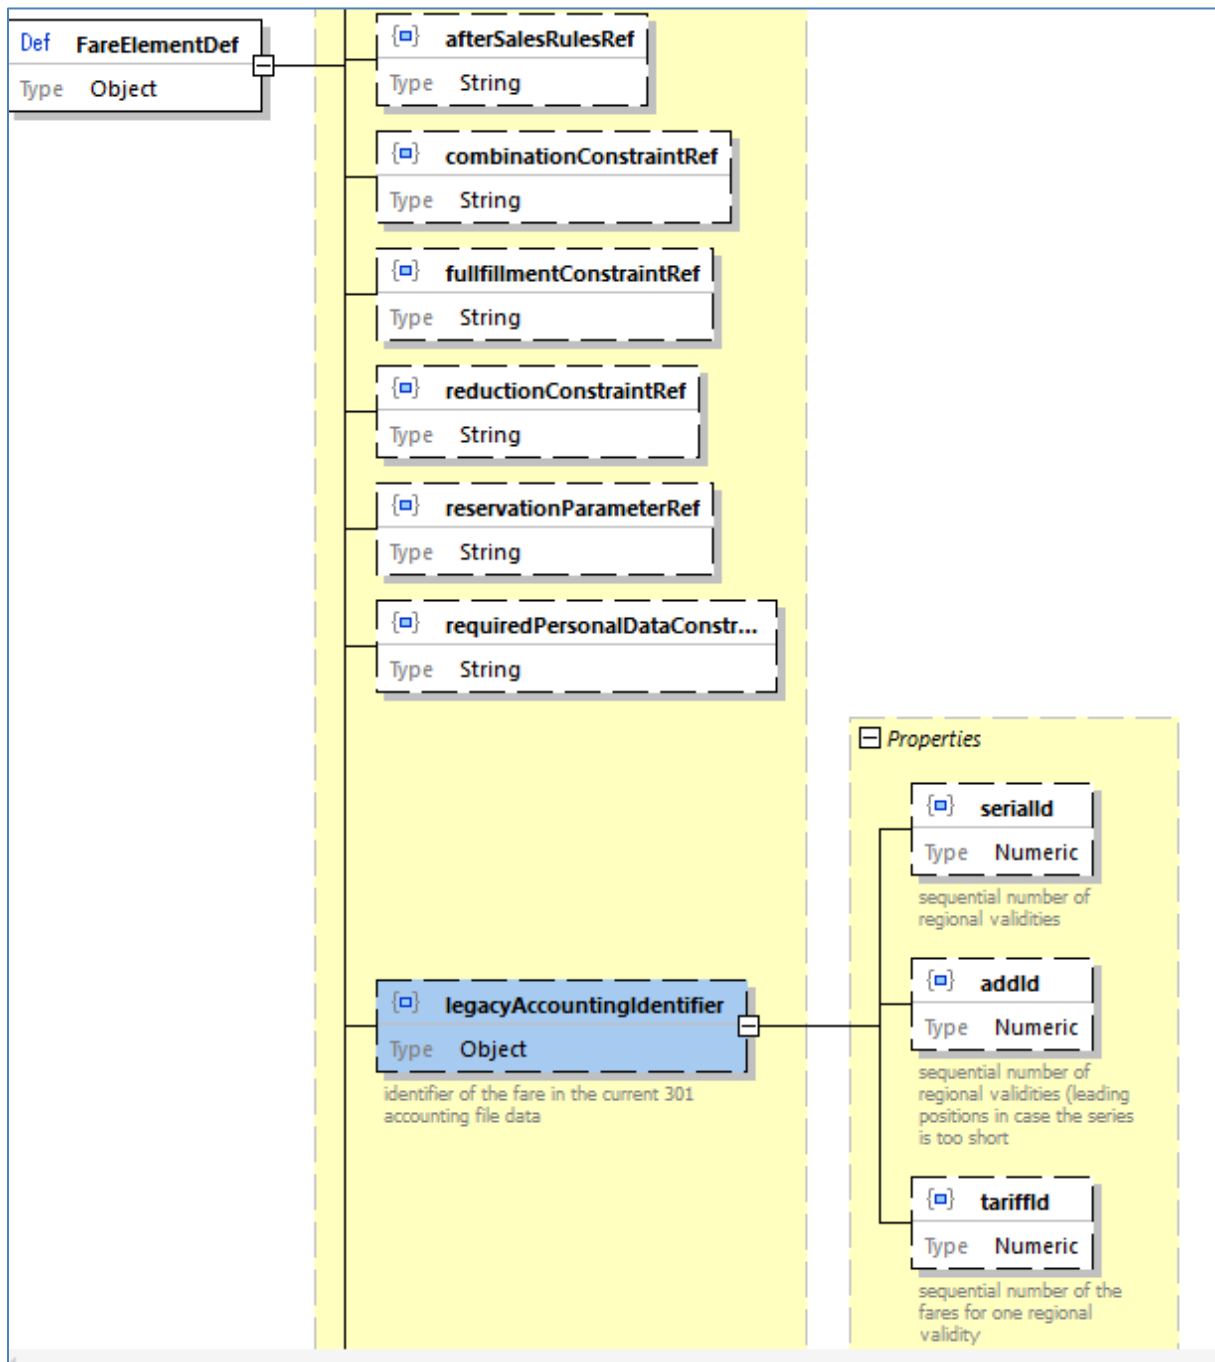 Def FareElementDef
Type Object
afterSalesRulesRef
Type String
combinationConstraintRef
Type String
fullfillmentConstraintRef
Type String
reductionConstraintRef
Type String
reservationParameterRef
Type String
requiredPersonalDataConstr...
Type String
legacyAccountingIdentifier
Type Object
identifier of the fare in the current 301
accounting file data
Properties
serialId
Type Numeric
sequential number of
regional validities
addId
Type Numeric
sequential number of
regional validities (leading
positions in case the series
is too short
tariffId
Type Numeric
sequential number of the
fares for one regional
validity